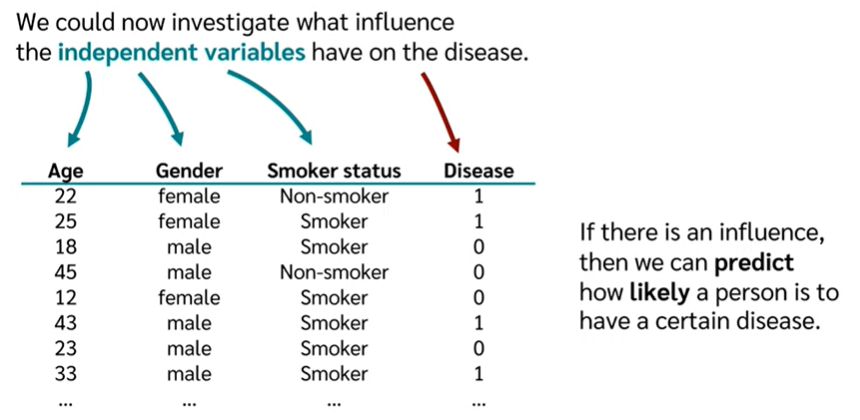 We could now investigate what influence
the independent variables have on the disease.
Age Gender Smoker status Disease
22 female Non-smoker 1
25 female Smoker 1
18 male Smoker 0
45 male Non-smoker 0
12 female Smoker 0
43 male Smoker 1
23 male Smoker 0
33 male Smoker 1
... ... ... ...
If there is an influence,
then we can predict
how likely a person is to
have a certain disease.